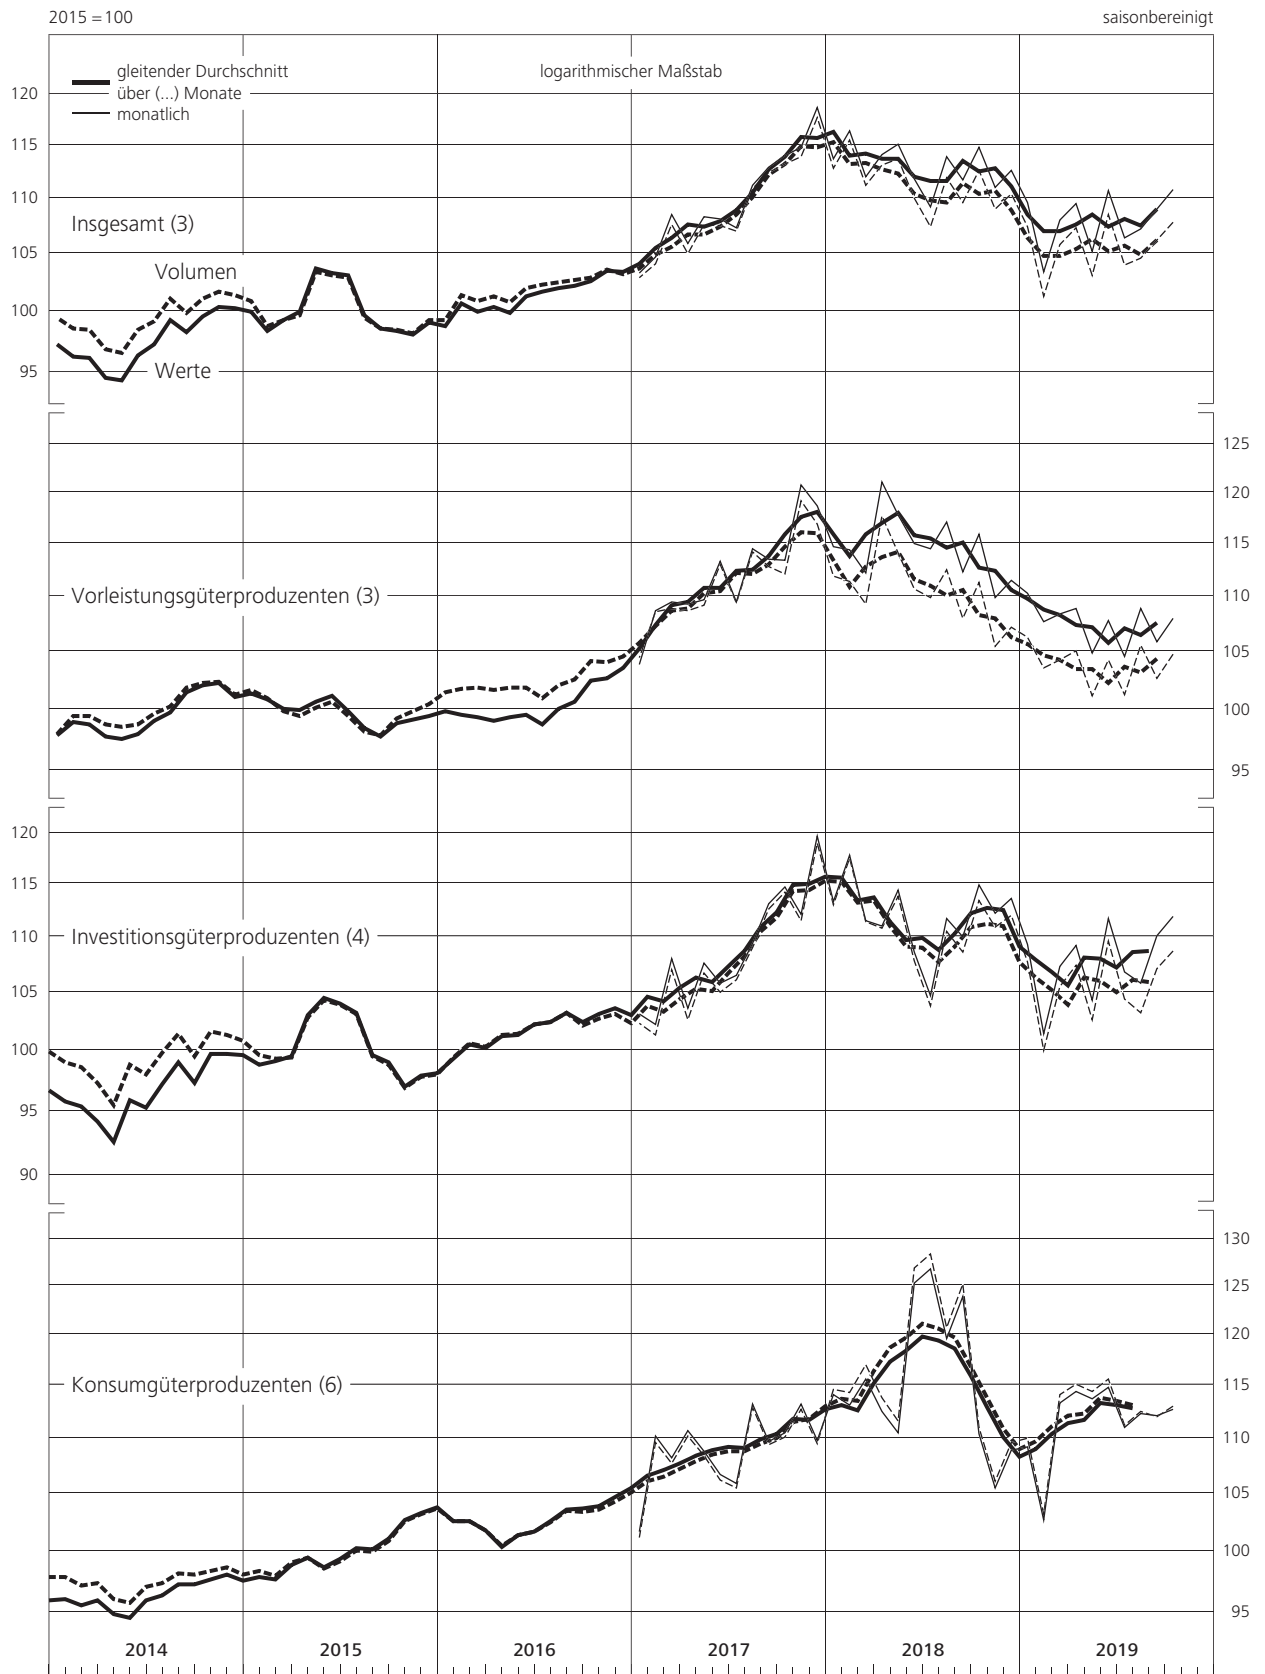 2015 = 100
saisonbereinigt
gleitender Durchschnitt
über (...) Monate
monatlich
logarithmischer Maßstab
120
115
110
Insgesamt (3)
105
Volumen
100
Werte
95
125
120
115
Vorleistungsgüterproduzenten (3)
110
105
100
95
120
115
110
Investitionsgüterproduzenten (4)
105
100
95
90
130
125
120
115
Konsumgüterproduzenten (6)
110
105
100
95
2014 2015 2016 2017 2018 2019